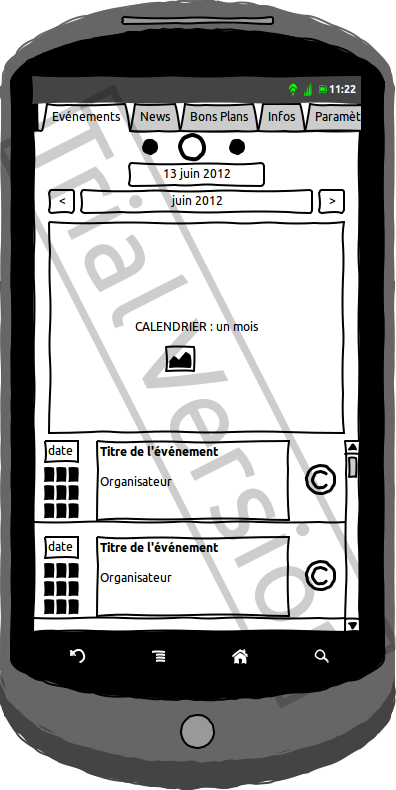 11:22
Evénements News Bons Plans Infos Paramèt
13 juin 2012
< juin 2012 >
CALENDRIER : un mois
date Titre de l'événement
Organisateur
C
date Titre de l'événement
Organisateur
C
Trial version